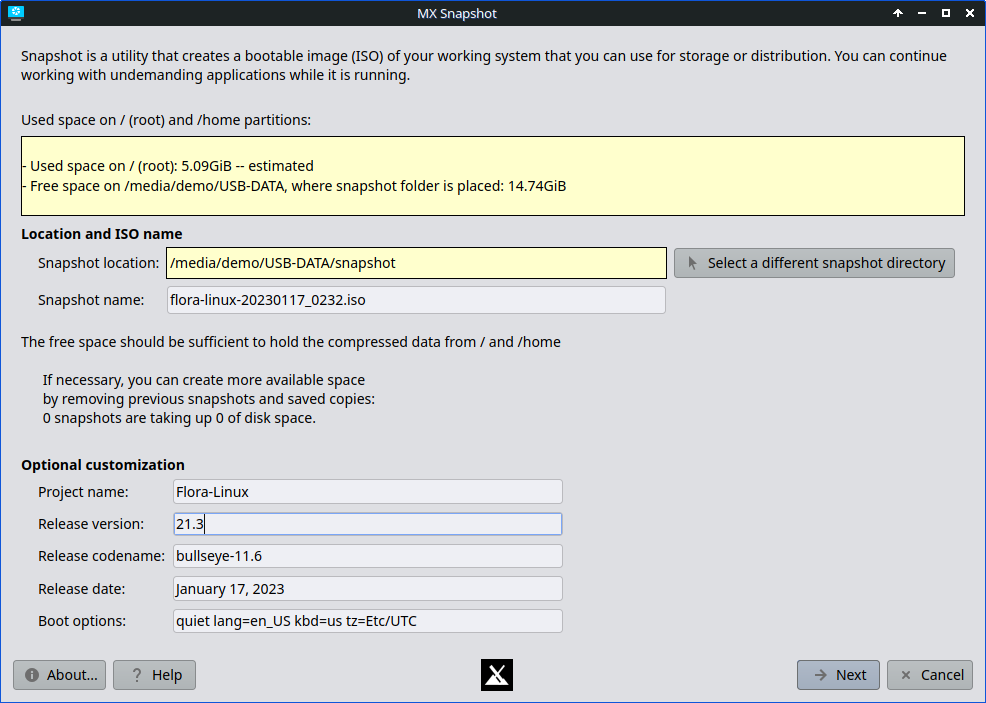 MX Snapshot
Snapshot is a utility that creates a bootable image (ISO) of your working system that you can use for storage or distribution. You can continue
working with undemanding applications while it is running.
Used space on / (root) and /home partitions:
- Used space on / (root): 5.09GiB -- estimated
- Free space on /media/demo/USB-DATA, where snapshot folder is placed: 14.74GiB
Location and ISO name
Snapshot location: /media/demo/USB-DATA/snapshot Select a different snapshot directory
Snapshot name: flora-linux-20230117_0232.iso
The free space should be sufficient to hold the compressed data from / and /home
If necessary, you can create more available space
by removing previous snapshots and saved copies:
0 snapshots are taking up 0 of disk space.
Optional customization
Project name: Flora-Linux
Release version: 21.3
Release codename: bullseye-11.6
Release date: January 17, 2023
Boot options: quiet lang=en_US kbd=us tz=Etc/UTC
About... Help Next Cancel